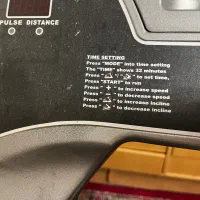 PULSE DISTANCE
TIME SETTING
Press "MODE" into time setting
The "TIME" shows 32 minutes
Press " " / " " to set time,
Press "START" to run
Press " + " to increase speed
Press " - " to decrease speed
Press " " to increase incline
Press " " to decrease incline